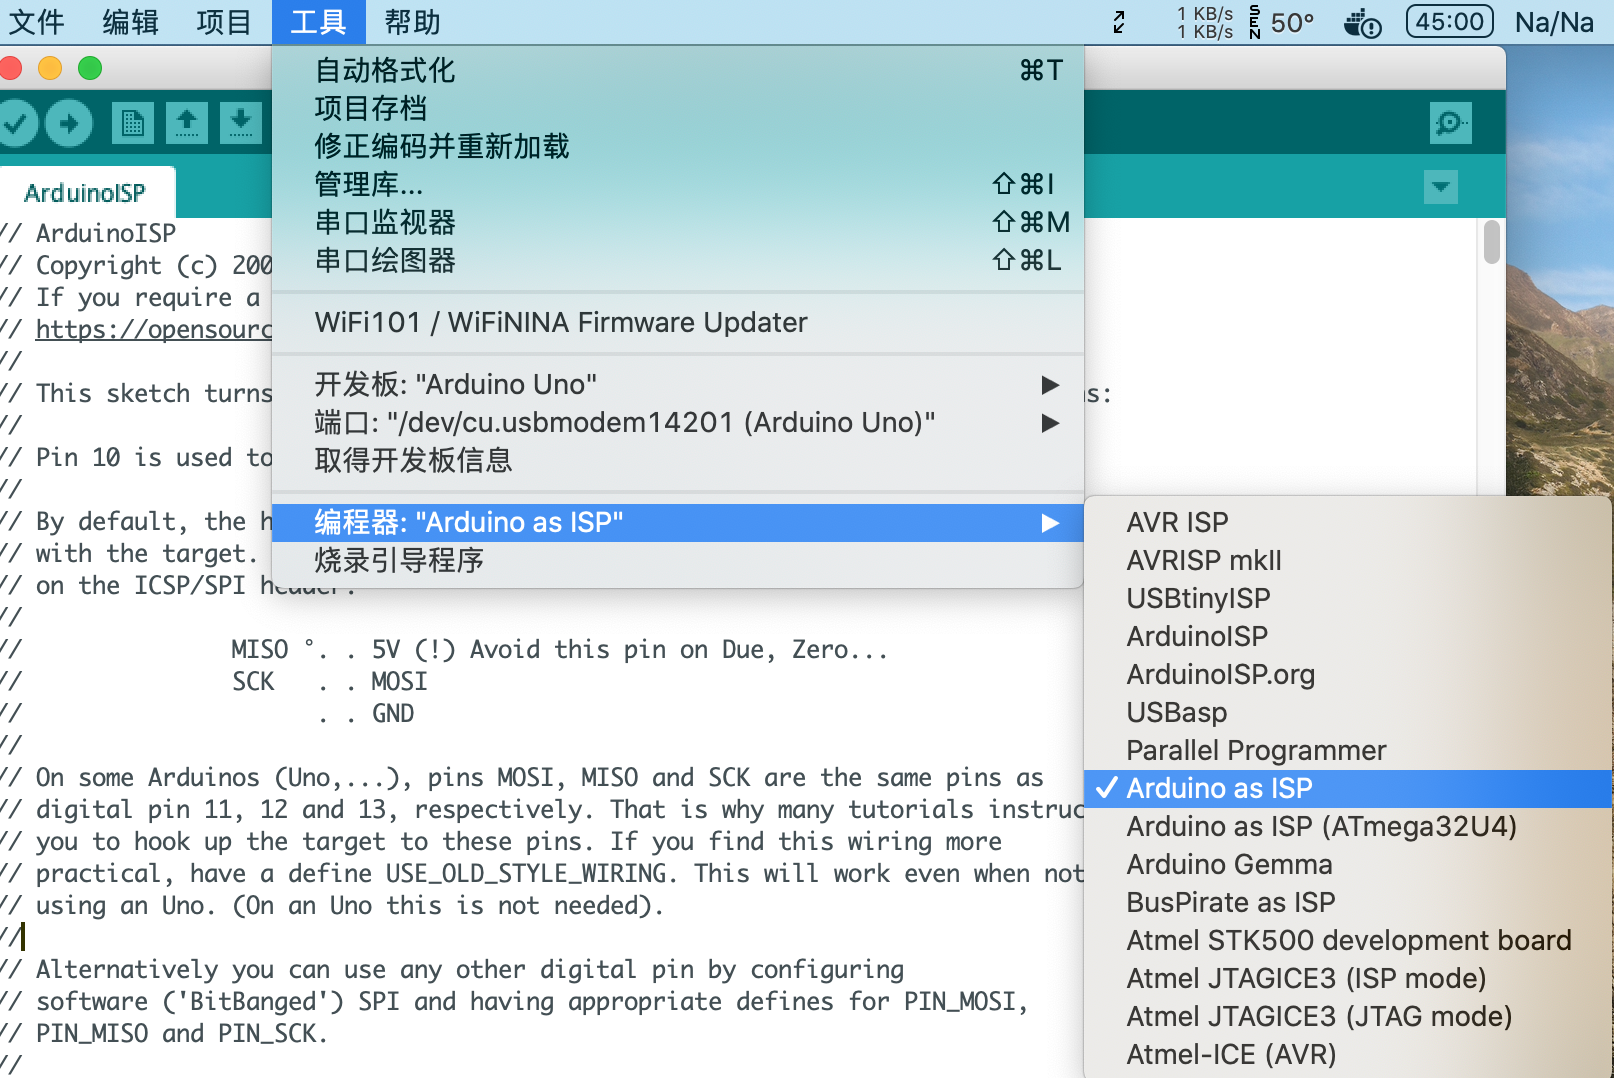 文件 编辑 项目 工具 帮助 1 KB/s 1 KB/s SEN 50° 45:00 Na/Na
自动格式化 ⌘T
项目存档
修正编码并重新加载
管理库... ⇧⌘I
串口监视器 ⇧⌘M
串口绘图器 ⇧⌘L
WiFi101 / WiFiNINA Firmware Updater
开发板: "Arduino Uno" ▶
端口: "/dev/cu.usbmodem14201 (Arduino Uno)" ▶
取得开发板信息
编程器: "Arduino as ISP" ▶
烧录引导程序
AVR ISP
AVRISP mkII
USBtinyISP
ArduinoISP
ArduinoISP.org
USBasp
Parallel Programmer
✓ Arduino as ISP
Arduino as ISP (ATmega32U4)
Arduino Gemma
BusPirate as ISP
Atmel STK500 development board
Atmel JTAGICE3 (ISP mode)
Atmel JTAGICE3 (JTAG mode)
Atmel-ICE (AVR)
ArduinoISP
// ArduinoISP
// Copyright (c) 200
// If you require a
// https://opensourc
//
// This sketch turns s:
//
// Pin 10 is used to
//
// By default, the h
// with the target.
// on the ICSP/SPI header.
//
// MISO °. . 5V (!) Avoid this pin on Due, Zero...
// SCK . . MOSI
// . . GND
//
// On some Arduinos (Uno,...), pins MOSI, MISO and SCK are the same pins as
// digital pin 11, 12 and 13, respectively. That is why many tutorials instruc
// you to hook up the target to these pins. If you find this wiring more
// practical, have a define USE_OLD_STYLE_WIRING. This will work even when not
// using an Uno. (On an Uno this is not needed).
//
// Alternatively you can use any other digital pin by configuring
// software ('BitBanged') SPI and having appropriate defines for PIN_MOSI,
// PIN_MISO and PIN_SCK.
//